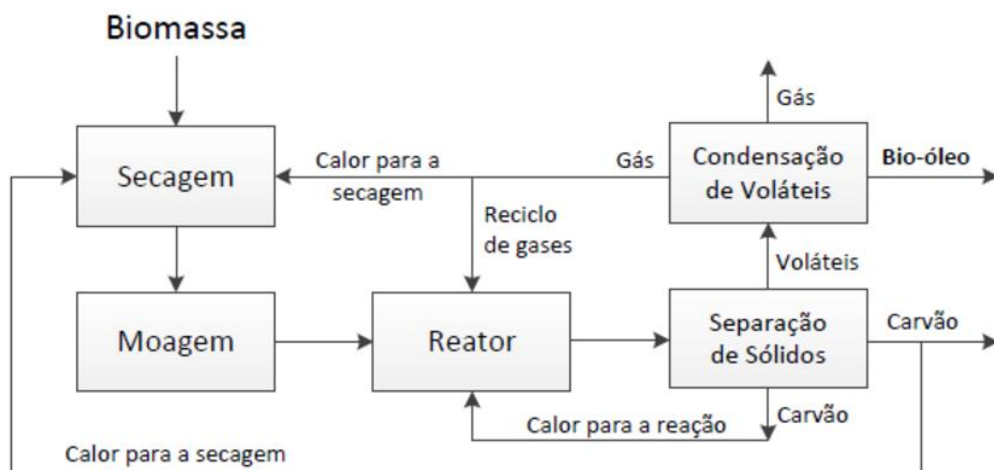 Biomassa
Gás
Secagem
Calor para a
secagem
Gás
Condensação
de Voláteis
Bio-óleo
Reciclo
de gases
Voláteis
Moagem
Reator
Separação
de Sólidos
Carvão
Calor para a reação
Carvão
Calor para a secagem